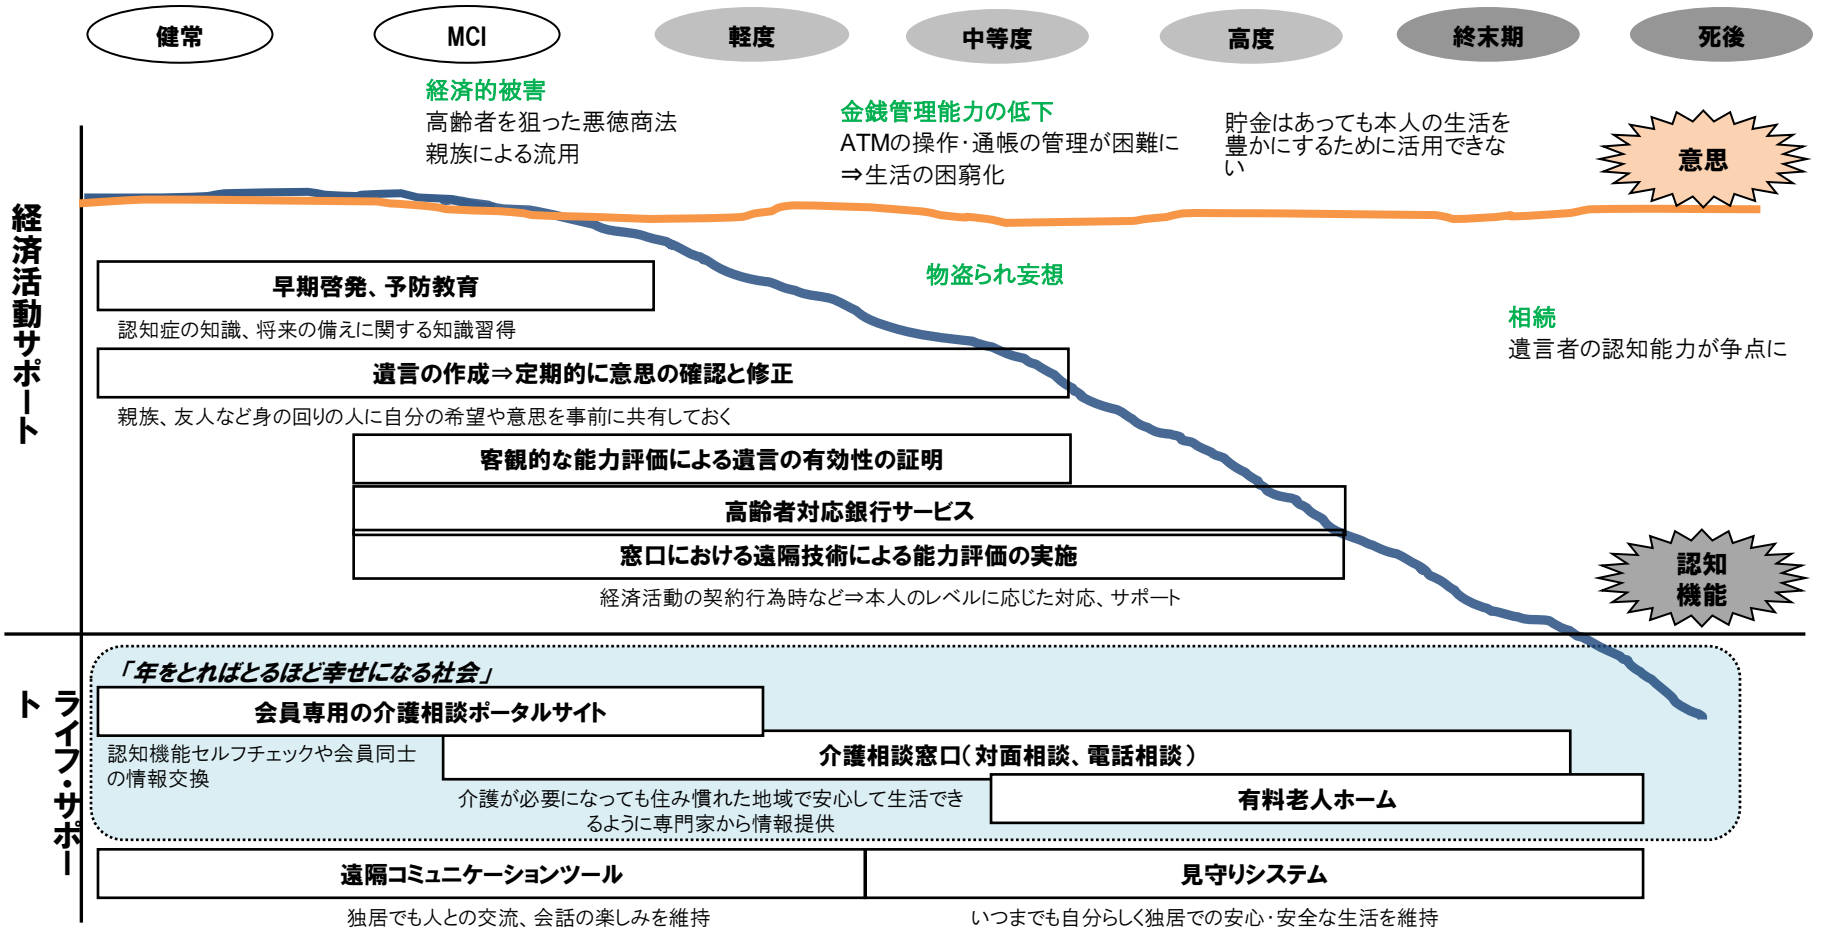 健常
MCI
軽度
中等度
高度
終末期
死後
経済的被害
高齢者を狙った悪徳商法
親族による流用
金銭管理能力の低下
ATMの操作・通帳の管理が困難に
⇒生活の困窮化
貯金はあっても本人の生活を
豊かにするために活用できな
い
意思
経済活動サポート
物盗られ妄想
早期啓発、予防教育
認知症の知識、将来の備えに関する知識習得
相続
遺言者の認知能力が争点に
遺言の作成⇒定期的に意思の確認と修正
親族、友人など身の回りの人に自分の希望や意思を事前に共有しておく
客観的な能力評価による遺言の有効性の証明
高齢者対応銀行サービス
窓口における遠隔技術による能力評価の実施
経済活動の契約行為時など⇒本人のレベルに応じた対応、サポート
認知
機能
ライフ・サポー
ト
「年をとればとるほど幸せになる社会」
会員専用の介護相談ポータルサイト
認知機能セルフチェックや会員同士
の情報交換
介護相談窓口（対面相談、電話相談）
介護が必要になっても住み慣れた地域で安心して生活でき
るように専門家から情報提供
有料老人ホーム
遠隔コミュニケーションツール
見守りシステム
独居でも人との交流、会話の楽しみを維持
いつまでも自分らしく独居での安心・安全な生活を維持